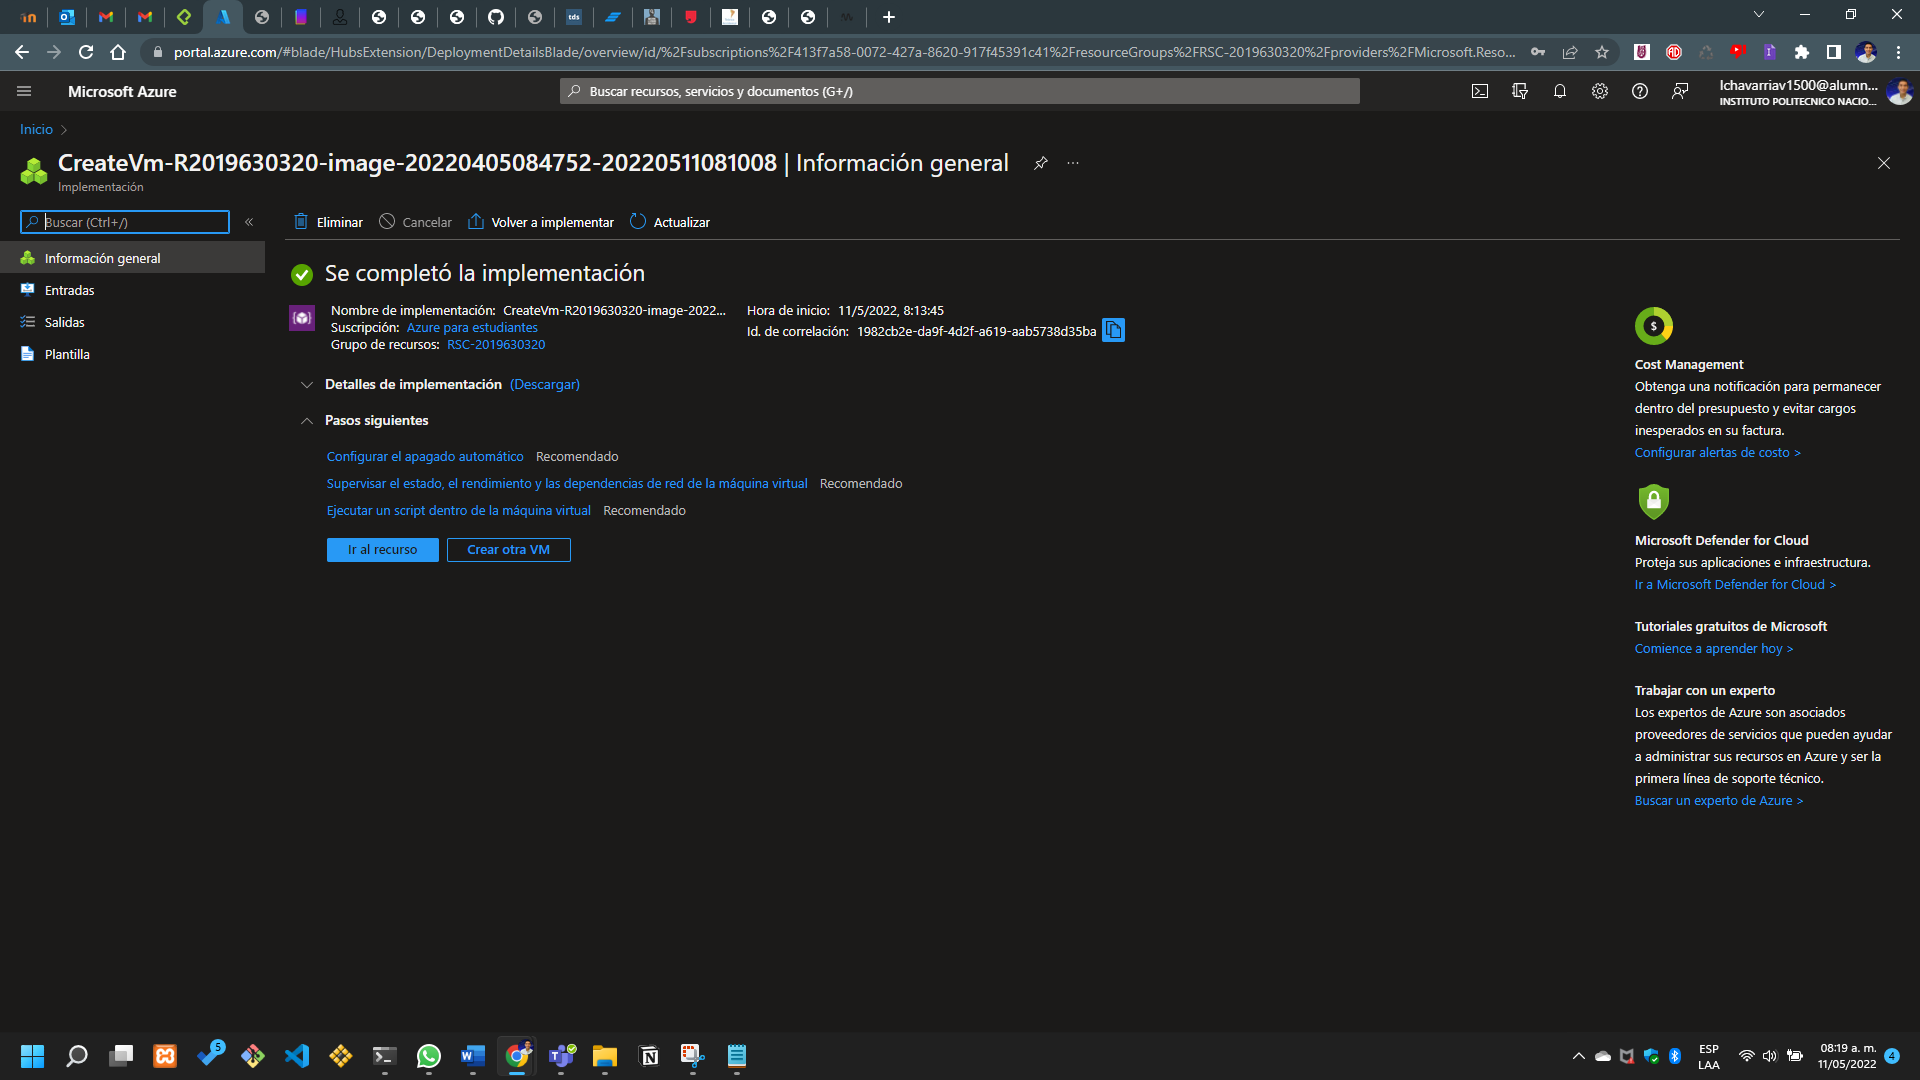 portal.azure.com/#blade/HubsExtension/DeploymentDetailsBlade/overview/id/%2Fsubscriptions%2F413f7a58-0072-427a-8620-917f45391c41%2FresourceGroups%2FRSC-2019630320%2Fproviders%2FMicrosoft.Reso...
Microsoft Azure
Buscar recursos, servicios y documentos (G+/)
lchavarriav1500@alumn...
INSTITUTO POLITECNICO NACIO...
Inicio
CreateVm-R2019630320-image-20220405084752-20220511081008 | Información general
Implementación
Buscar (Ctrl+/)
Información general
Entradas
Salidas
Plantilla
Eliminar
Cancelar
Volver a implementar
Actualizar
Se completó la implementación
Nombre de implementación: CreateVm-R2019630320-image-2022...
Suscripción: Azure para estudiantes
Grupo de recursos: RSC-2019630320
Hora de inicio: 11/5/2022, 8:13:45
Id. de correlación: 1982cb2e-da9f-4d2f-a619-aab5738d35ba
Detalles de implementación (Descargar)
Pasos siguientes
Configurar el apagado automático Recomendado
Supervisar el estado, el rendimiento y las dependencias de red de la máquina virtual Recomendado
Ejecutar un script dentro de la máquina virtual Recomendado
Ir al recurso
Crear otra VM
Cost Management
Obtenga una notificación para permanecer
dentro del presupuesto y evitar cargos
inesperados en su factura.
Configurar alertas de costo >
Microsoft Defender for Cloud
Proteja sus aplicaciones e infraestructura.
Ir a Microsoft Defender for Cloud >
Tutoriales gratuitos de Microsoft
Comience a aprender hoy >
Trabajar con un experto
Los expertos de Azure son asociados
proveedores de servicios que pueden ayudar
a administrar sus recursos en Azure y ser la
primera línea de soporte técnico.
Buscar un experto de Azure >
5
ESP
LAA
08:19 a. m.
11/05/2022
4